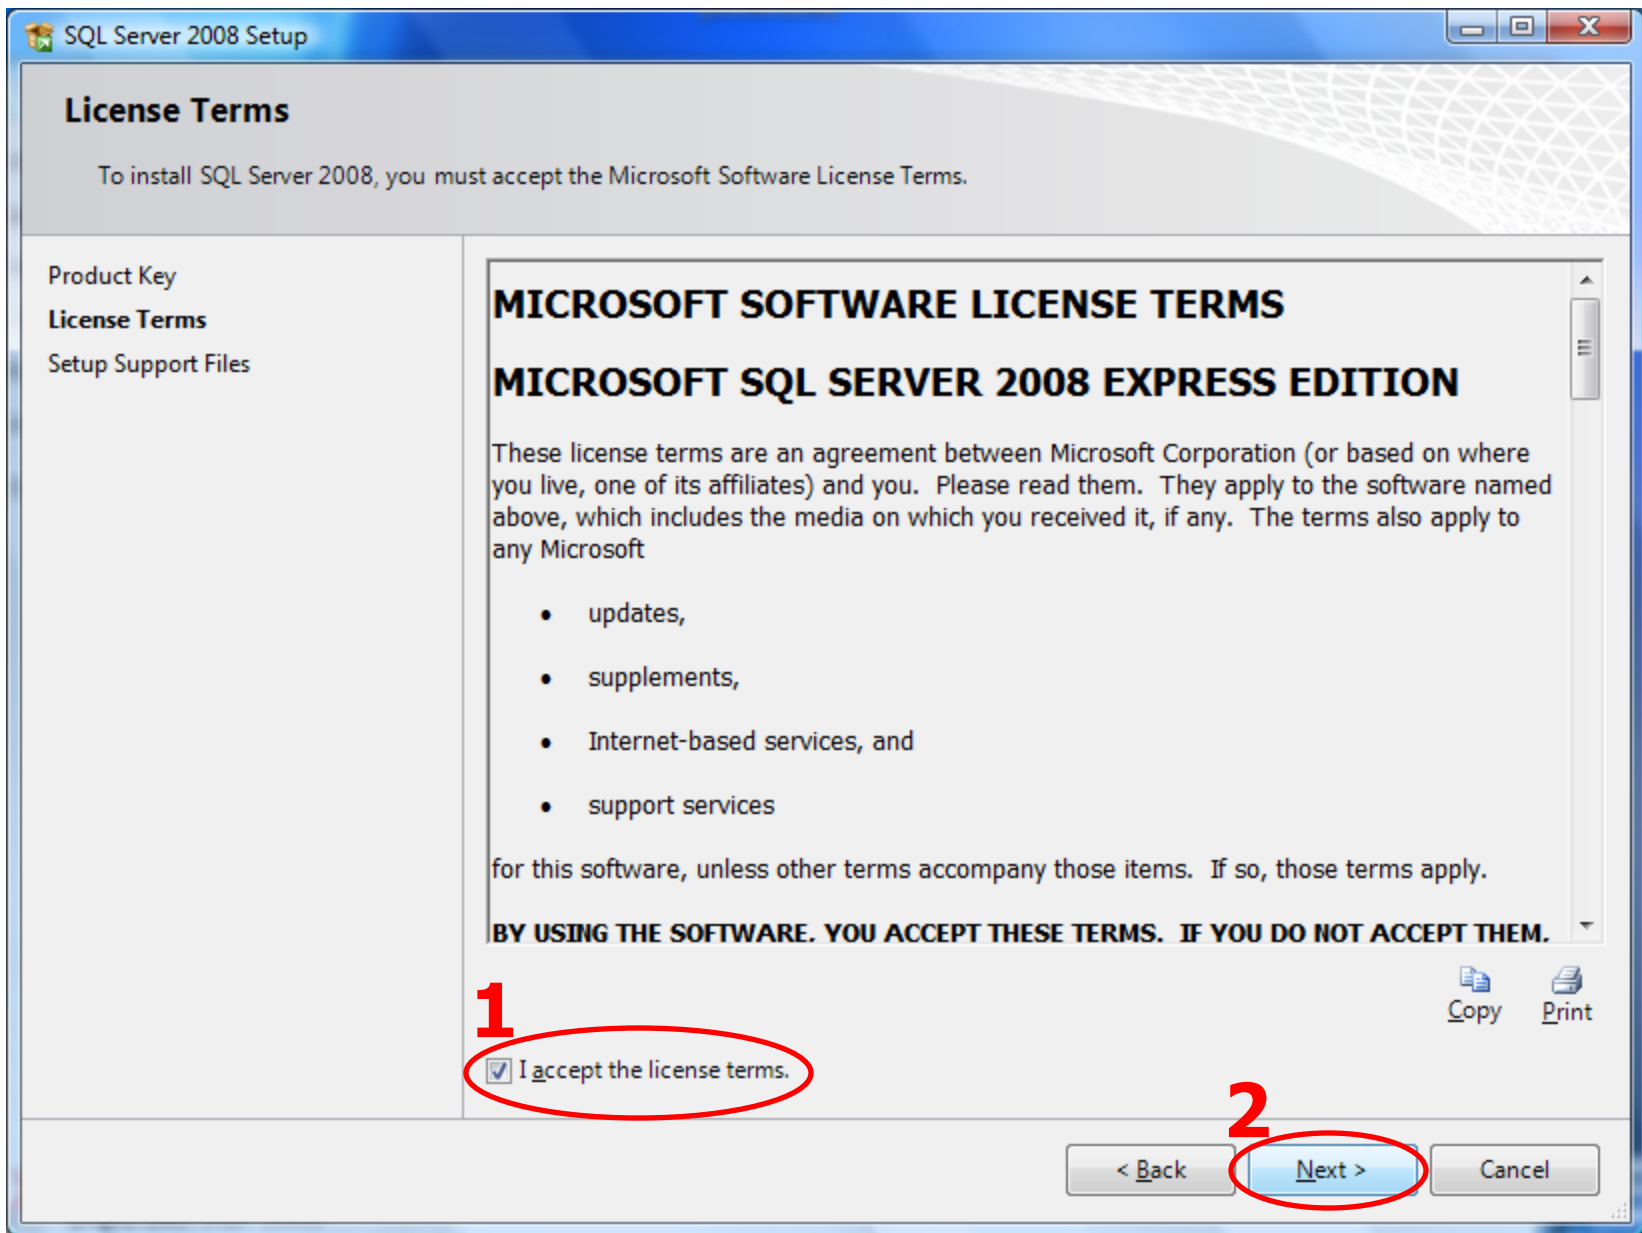 SQL Server 2008 Setup
License Terms
To install SQL Server 2008, you must accept the Microsoft Software License Terms.
Product Key
License Terms
Setup Support Files
MICROSOFT SOFTWARE LICENSE TERMS
MICROSOFT SQL SERVER 2008 EXPRESS EDITION
These license terms are an agreement between Microsoft Corporation (or based on where
you live, one of its affiliates) and you.  Please read them.  They apply to the software named
above, which includes the media on which you received it, if any.  The terms also apply to
any Microsoft
• updates,
• supplements,
• Internet-based services, and
• support services
for this software, unless other terms accompany those items.  If so, those terms apply.
BY USING THE SOFTWARE, YOU ACCEPT THESE TERMS.  IF YOU DO NOT ACCEPT THEM,
Copy Print
1
I accept the license terms.
2
< Back Next > Cancel